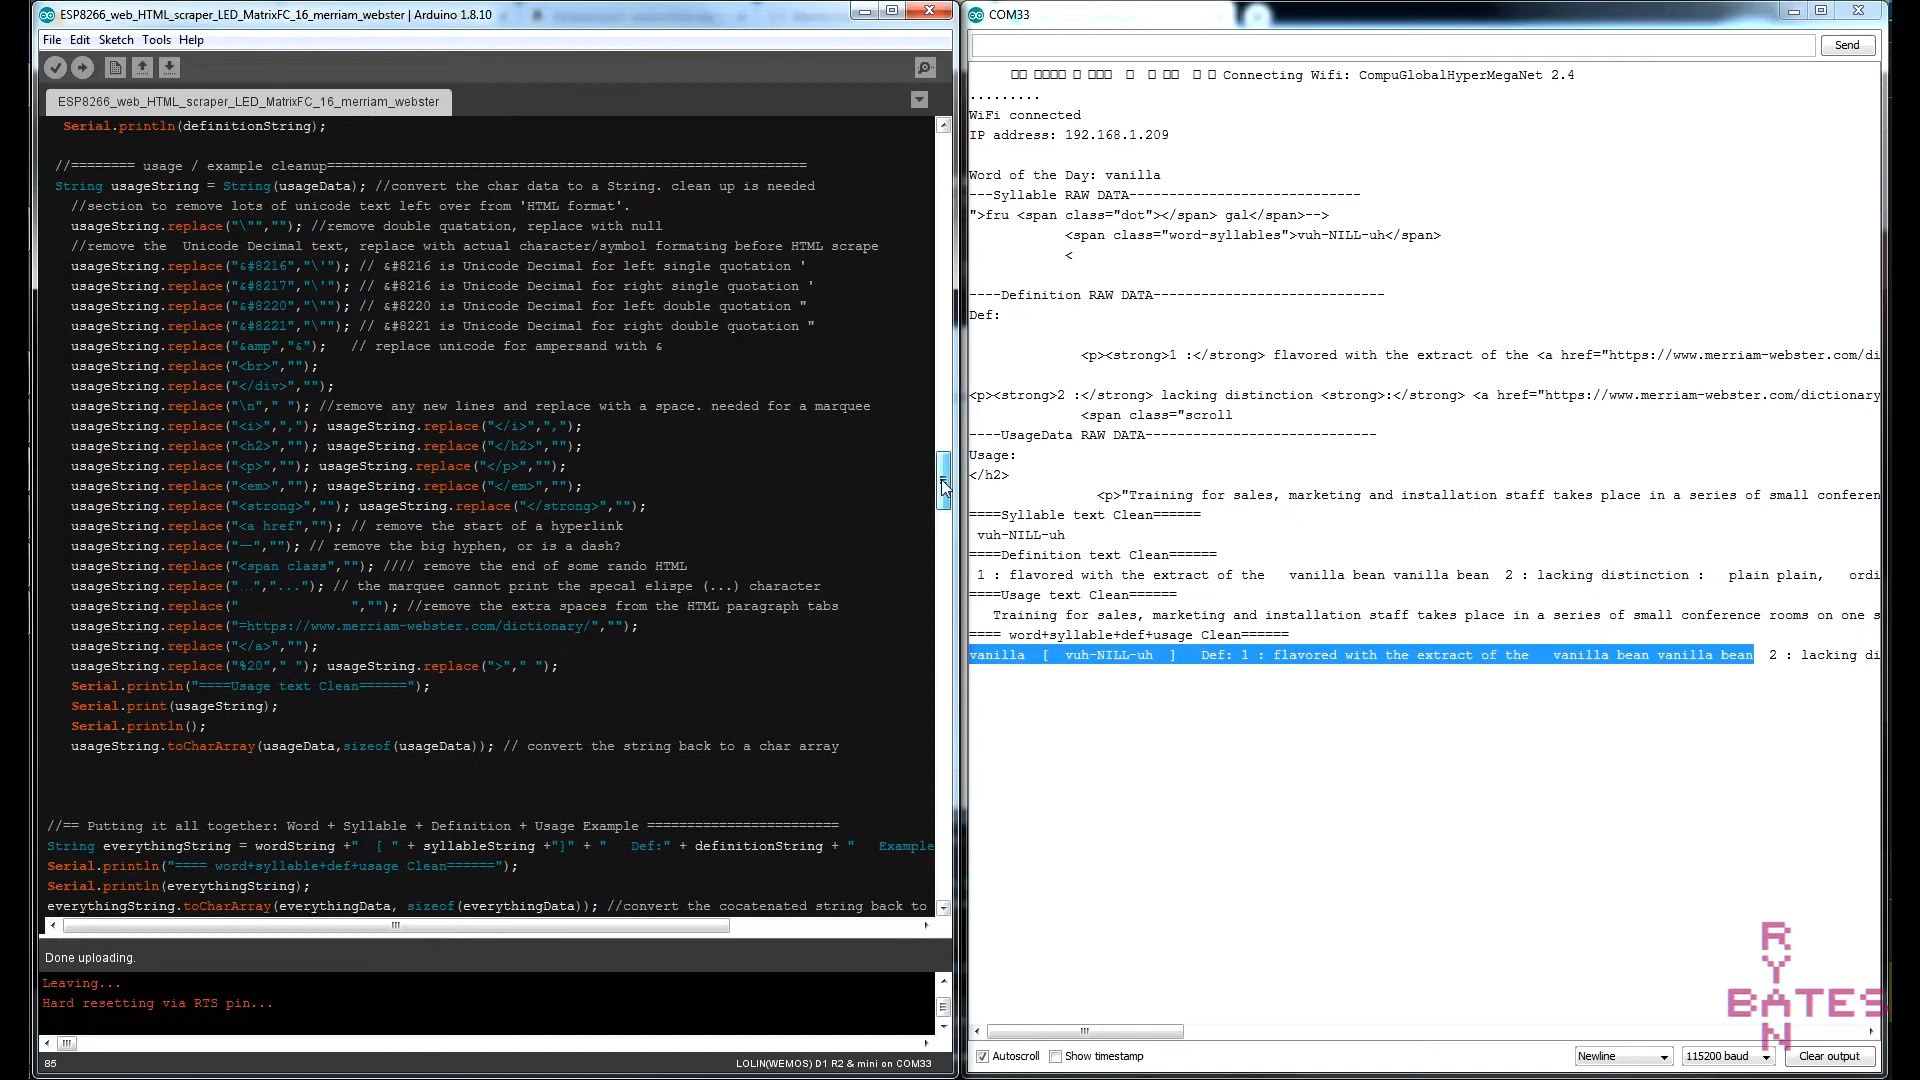 ESP8266_web_HTML_scraper_LED_MatrixFC_16_merriam_webster | Arduino 1.8.10
File Edit Sketch Tools Help
ESP8266_web_HTML_scraper_LED_MatrixFC_16_merriam_webster
Serial.println(definitionString);
//======== usage / example cleanup============================================================
String usageString = String(usageData); //convert the char data to a String. clean up is needed
//section to remove lots of unicode text left over from 'HTML format'.
usageString.replace("\"",""); //remove double quatation, replace with null
//remove the  Unicode Decimal text, replace with actual character/symbol formating before HTML scrape
usageString.replace("&#8216","\'"); // &#8216 is Unicode Decimal for left single quotation '
usageString.replace("&#8217","\'"); // &#8216 is Unicode Decimal for right single quotation '
usageString.replace("&#8220","\""); // &#8220 is Unicode Decimal for left double quotation "
usageString.replace("&#8221","\""); // &#8221 is Unicode Decimal for right double quotation "
usageString.replace("&amp","&");   // replace unicode for ampersand with &
usageString.replace("<br>","");
usageString.replace("</div>","");
usageString.replace("\n"," "); //remove any new lines and replace with a space. needed for a marquee
usageString.replace("<i>",","); usageString.replace("</i>",",");
usageString.replace("<h2>",""); usageString.replace("</h2>","");
usageString.replace("<p>",""); usageString.replace("</p>","");
usageString.replace("<em>",""); usageString.replace("</em>","");
usageString.replace("<strong>",""); usageString.replace("</strong>","");
usageString.replace("<a href",""); // remove the start of a hyperlink
usageString.replace("—",""); // remove the big hyphen, or is a dash?
usageString.replace("<span class",""); //// remove the end of some rando HTML
usageString.replace("…","..."); // the marquee cannot print the specal elispe (...) character
usageString.replace("              ",""); //remove the extra spaces from the HTML paragraph tabs
usageString.replace("=https://www.merriam-webster.com/dictionary/","");
usageString.replace("</a>","");
usageString.replace("%20"," "); usageString.replace(">"," ");
Serial.println("====Usage text Clean======");
Serial.print(usageString);
Serial.println();
usageString.toCharArray(usageData,sizeof(usageData)); // convert the string back to a char array
//== Putting it all together: Word + Syllable + Definition + Usage Example ========================
String everythingString = wordString +"  [ " + syllableString +"]" + "   Def:" + definitionString + "   Example
Serial.println("==== word+syllable+def+usage Clean======");
Serial.println(everythingString);
everythingString.toCharArray(everythingData, sizeof(everythingData)); //convert the cocatenated string back to
Done uploading.
Leaving...
Hard resetting via RTS pin...
85
LOLIN(WEMOS) D1 R2 & mini on COM33
COM33
Send
Connecting Wifi: CompuGlobalHyperMegaNet 2.4
.........
WiFi connected
IP address: 192.168.1.209
Word of the Day: vanilla
---Syllable RAW DATA-----------------------------
">fru <span class="dot"></span> gal</span>-->
<span class="word-syllables">vuh-NILL-uh</span>
<
----Definition RAW DATA-----------------------------
Def:
<p><strong>1 :</strong> flavored with the extract of the <a href="https://www.merriam-webster.com/di
<p><strong>2 :</strong> lacking distinction <strong>:</strong> <a href="https://www.merriam-webster.com/dictionary
<span class="scroll
----UsageData RAW DATA-----------------------------
Usage:
</h2>
<p>"Training for sales, marketing and installation staff takes place in a series of small conferen
====Syllable text Clean======
vuh-NILL-uh
====Definition text Clean======
1 : flavored with the extract of the   vanilla bean vanilla bean  2 : lacking distinction :   plain plain,   ordi
====Usage text Clean======
Training for sales, marketing and installation staff takes place in a series of small conference rooms on one s
==== word+syllable+def+usage Clean======
vanilla  [  vuh-NILL-uh  ]   Def: 1 : flavored with the extract of the   vanilla bean vanilla bean  2 : lacking di
Autoscroll
Show timestamp
Newline
115200 baud
Clear output
RYAN
BATES